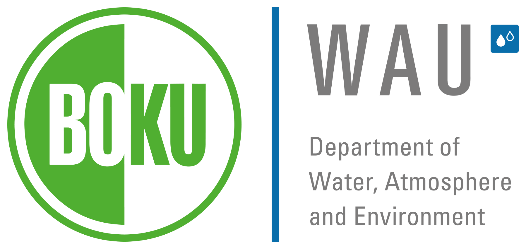 BOKU
WAU
Department of
Water, Atmosphere
and Environment